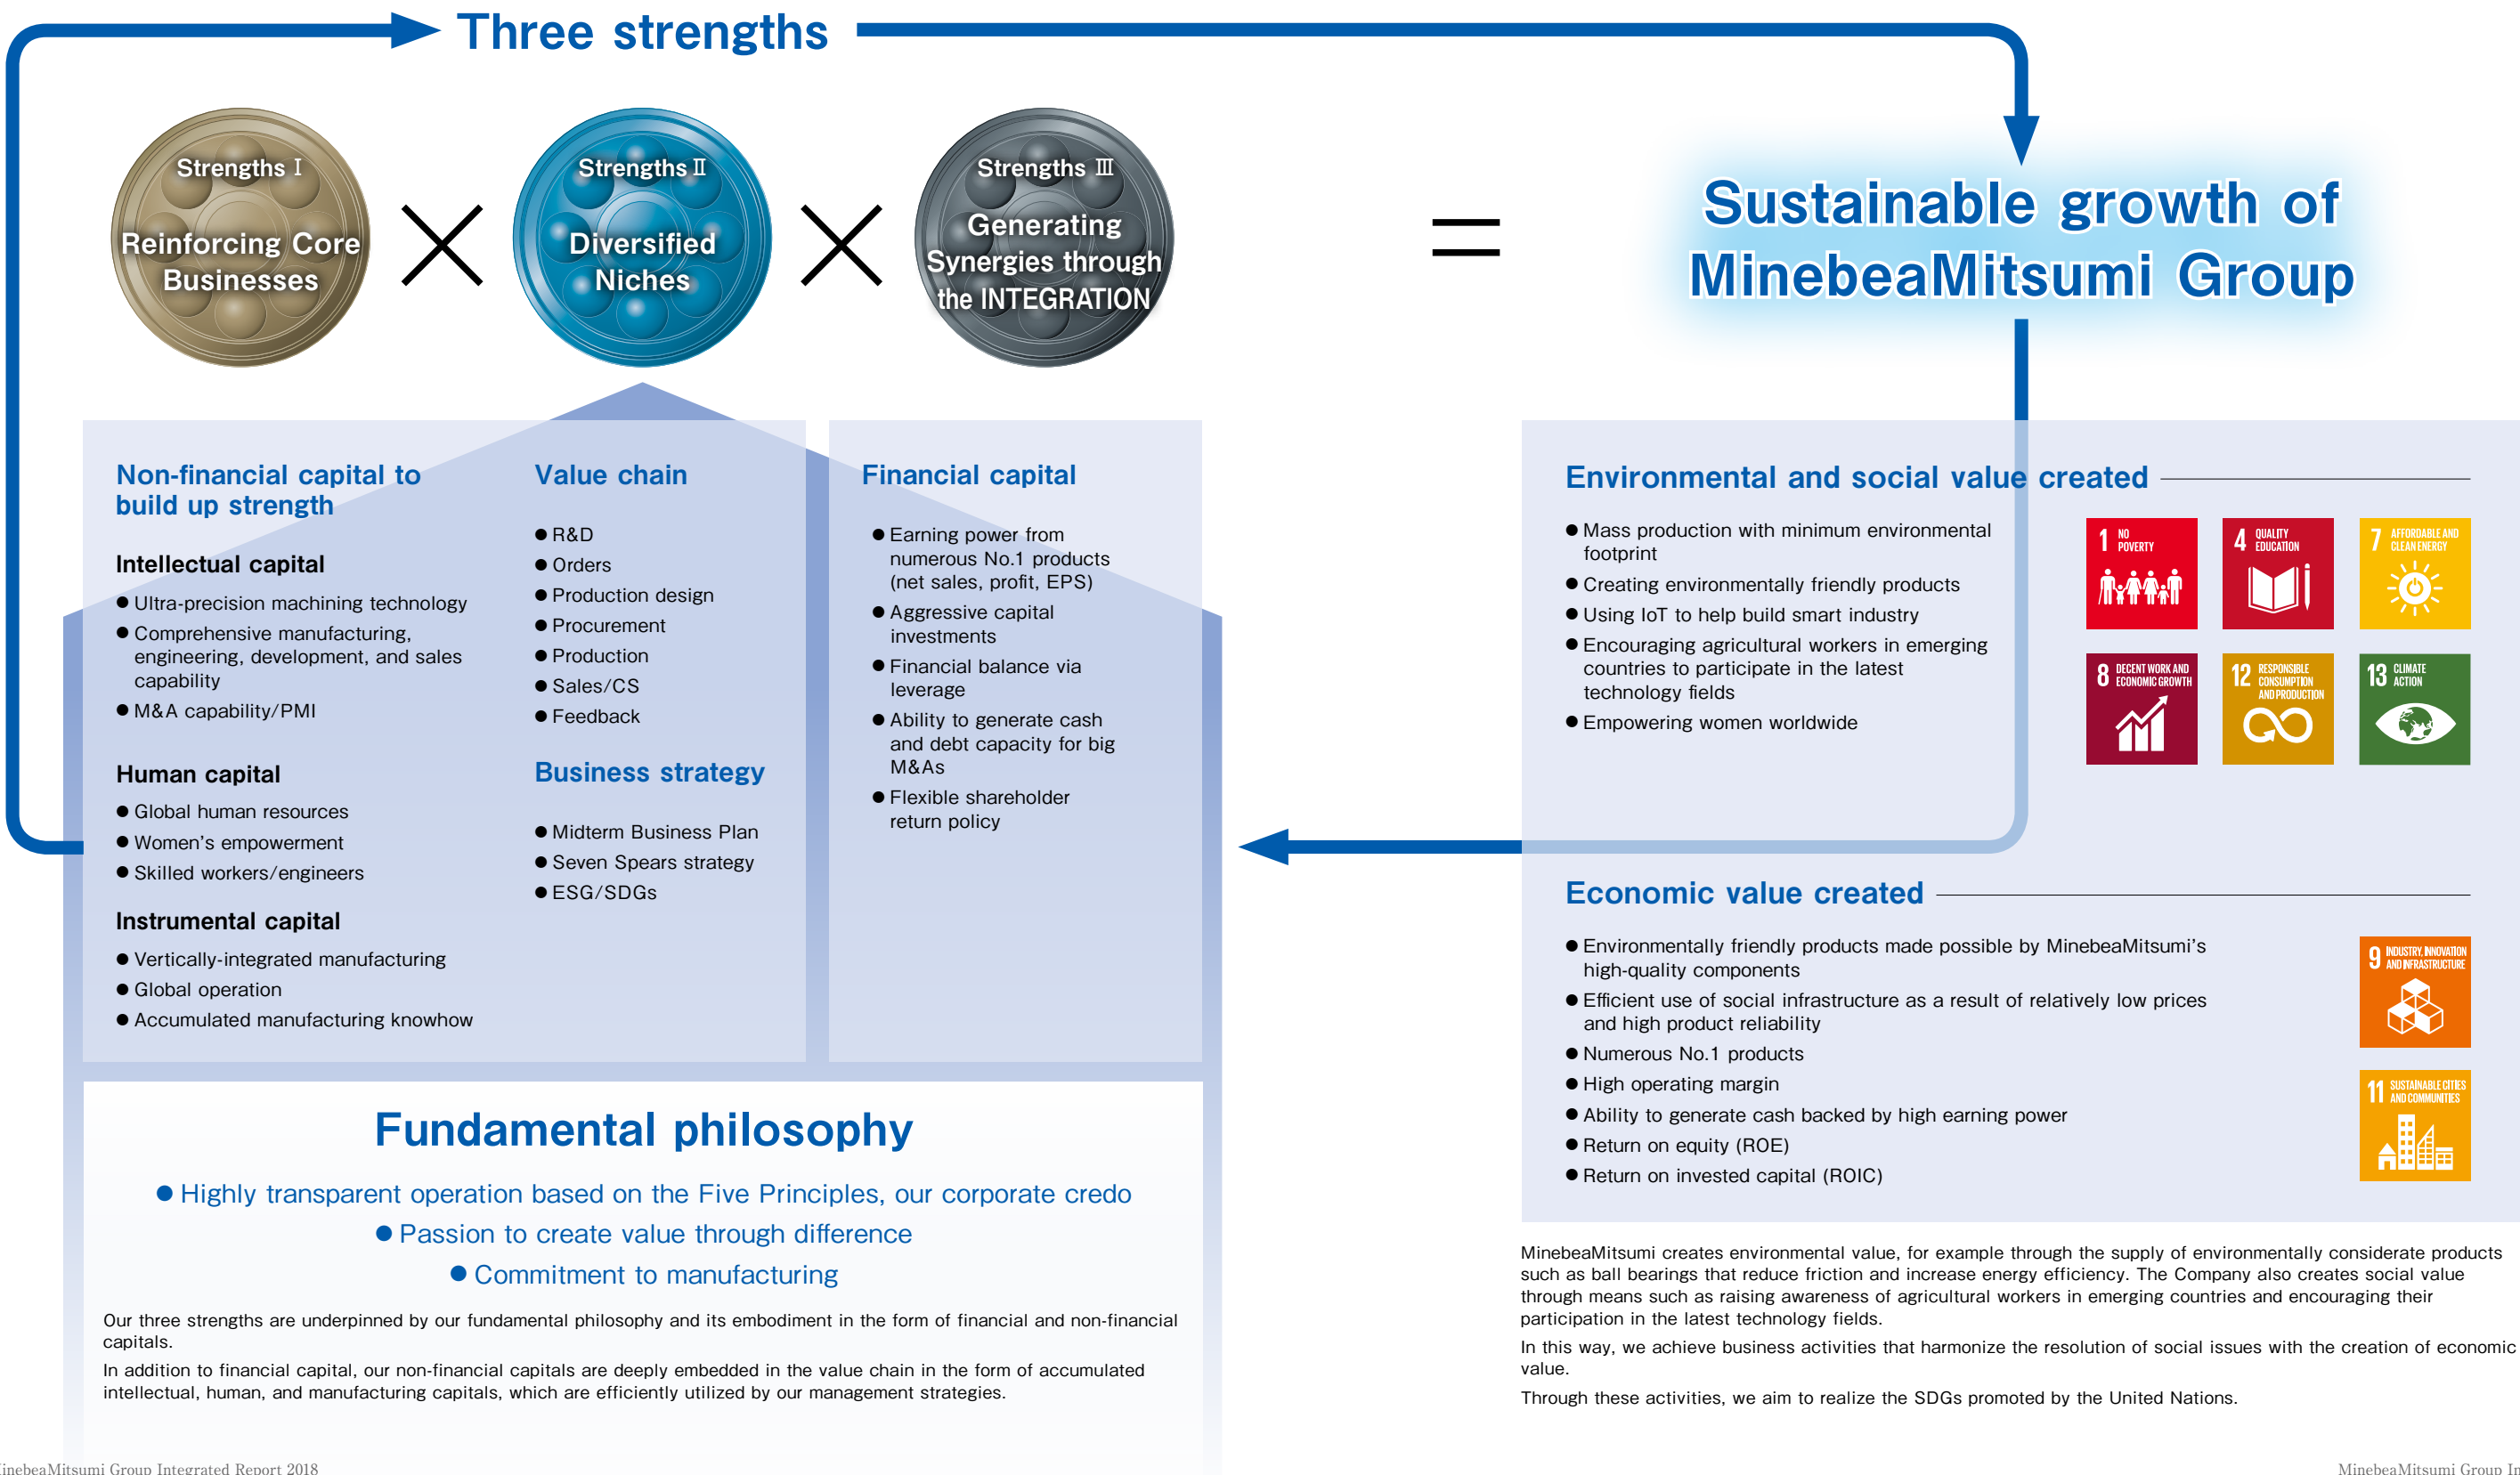 Three strengths
Strengths Ⅰ
Reinforcing Core
Businesses
Strengths Ⅱ
Diversified
Niches
Strengths Ⅲ
Generating
Synergies through
the INTEGRATION
Sustainable growth of
MinebeaMitsumi Group
Non-financial capital to
build up strength
Intellectual capital
● Ultra-precision machining technology
● Comprehensive manufacturing,
engineering, development, and sales
capability
● M&A capability/PMI
Human capital
● Global human resources
● Women's empowerment
● Skilled workers/engineers
Instrumental capital
● Vertically-integrated manufacturing
● Global operation
● Accumulated manufacturing knowhow
Value chain
● R&D
● Orders
● Production design
● Procurement
● Production
● Sales/CS
● Feedback
Business strategy
● Midterm Business Plan
● Seven Spears strategy
● ESG/SDGs
Financial capital
● Earning power from
numerous No.1 products
(net sales, profit, EPS)
● Aggressive capital
investments
● Financial balance via
leverage
● Ability to generate cash
and debt capacity for big
M&As
● Flexible shareholder
return policy
Fundamental philosophy
● Highly transparent operation based on the Five Principles, our corporate credo
● Passion to create value through difference
● Commitment to manufacturing
Our three strengths are underpinned by our fundamental philosophy and its embodiment in the form of financial and non-financial
capitals.
In addition to financial capital, our non-financial capitals are deeply embedded in the value chain in the form of accumulated
intellectual, human, and manufacturing capitals, which are efficiently utilized by our management strategies.
Environmental and social value created
● Mass production with minimum environmental
footprint
● Creating environmentally friendly products
● Using IoT to help build smart industry
● Encouraging agricultural workers in emerging
countries to participate in the latest
technology fields
● Empowering women worldwide
1 NO
POVERTY
4 QUALITY
EDUCATION
7 AFFORDABLE AND
CLEAN ENERGY
8 DECENT WORK AND
ECONOMIC GROWTH
12 RESPONSIBLE
CONSUMPTION
AND PRODUCTION
13 CLIMATE
ACTION
Economic value created
● Environmentally friendly products made possible by MinebeaMitsumi's
high-quality components
● Efficient use of social infrastructure as a result of relatively low prices
and high product reliability
● Numerous No.1 products
● High operating margin
● Ability to generate cash backed by high earning power
● Return on equity (ROE)
● Return on invested capital (ROIC)
9 INDUSTRY, INNOVATION
AND INFRASTRUCTURE
11 SUSTAINABLE CITIES
AND COMMUNITIES
MinebeaMitsumi creates environmental value, for example through the supply of environmentally considerate products
such as ball bearings that reduce friction and increase energy efficiency. The Company also creates social value
through means such as raising awareness of agricultural workers in emerging countries and encouraging their
participation in the latest technology fields.
In this way, we achieve business activities that harmonize the resolution of social issues with the creation of economic
value.
Through these activities, we aim to realize the SDGs promoted by the United Nations.
inebeaMitsumi Group Integrated Report 2018
MinebeaMitsumi Group In